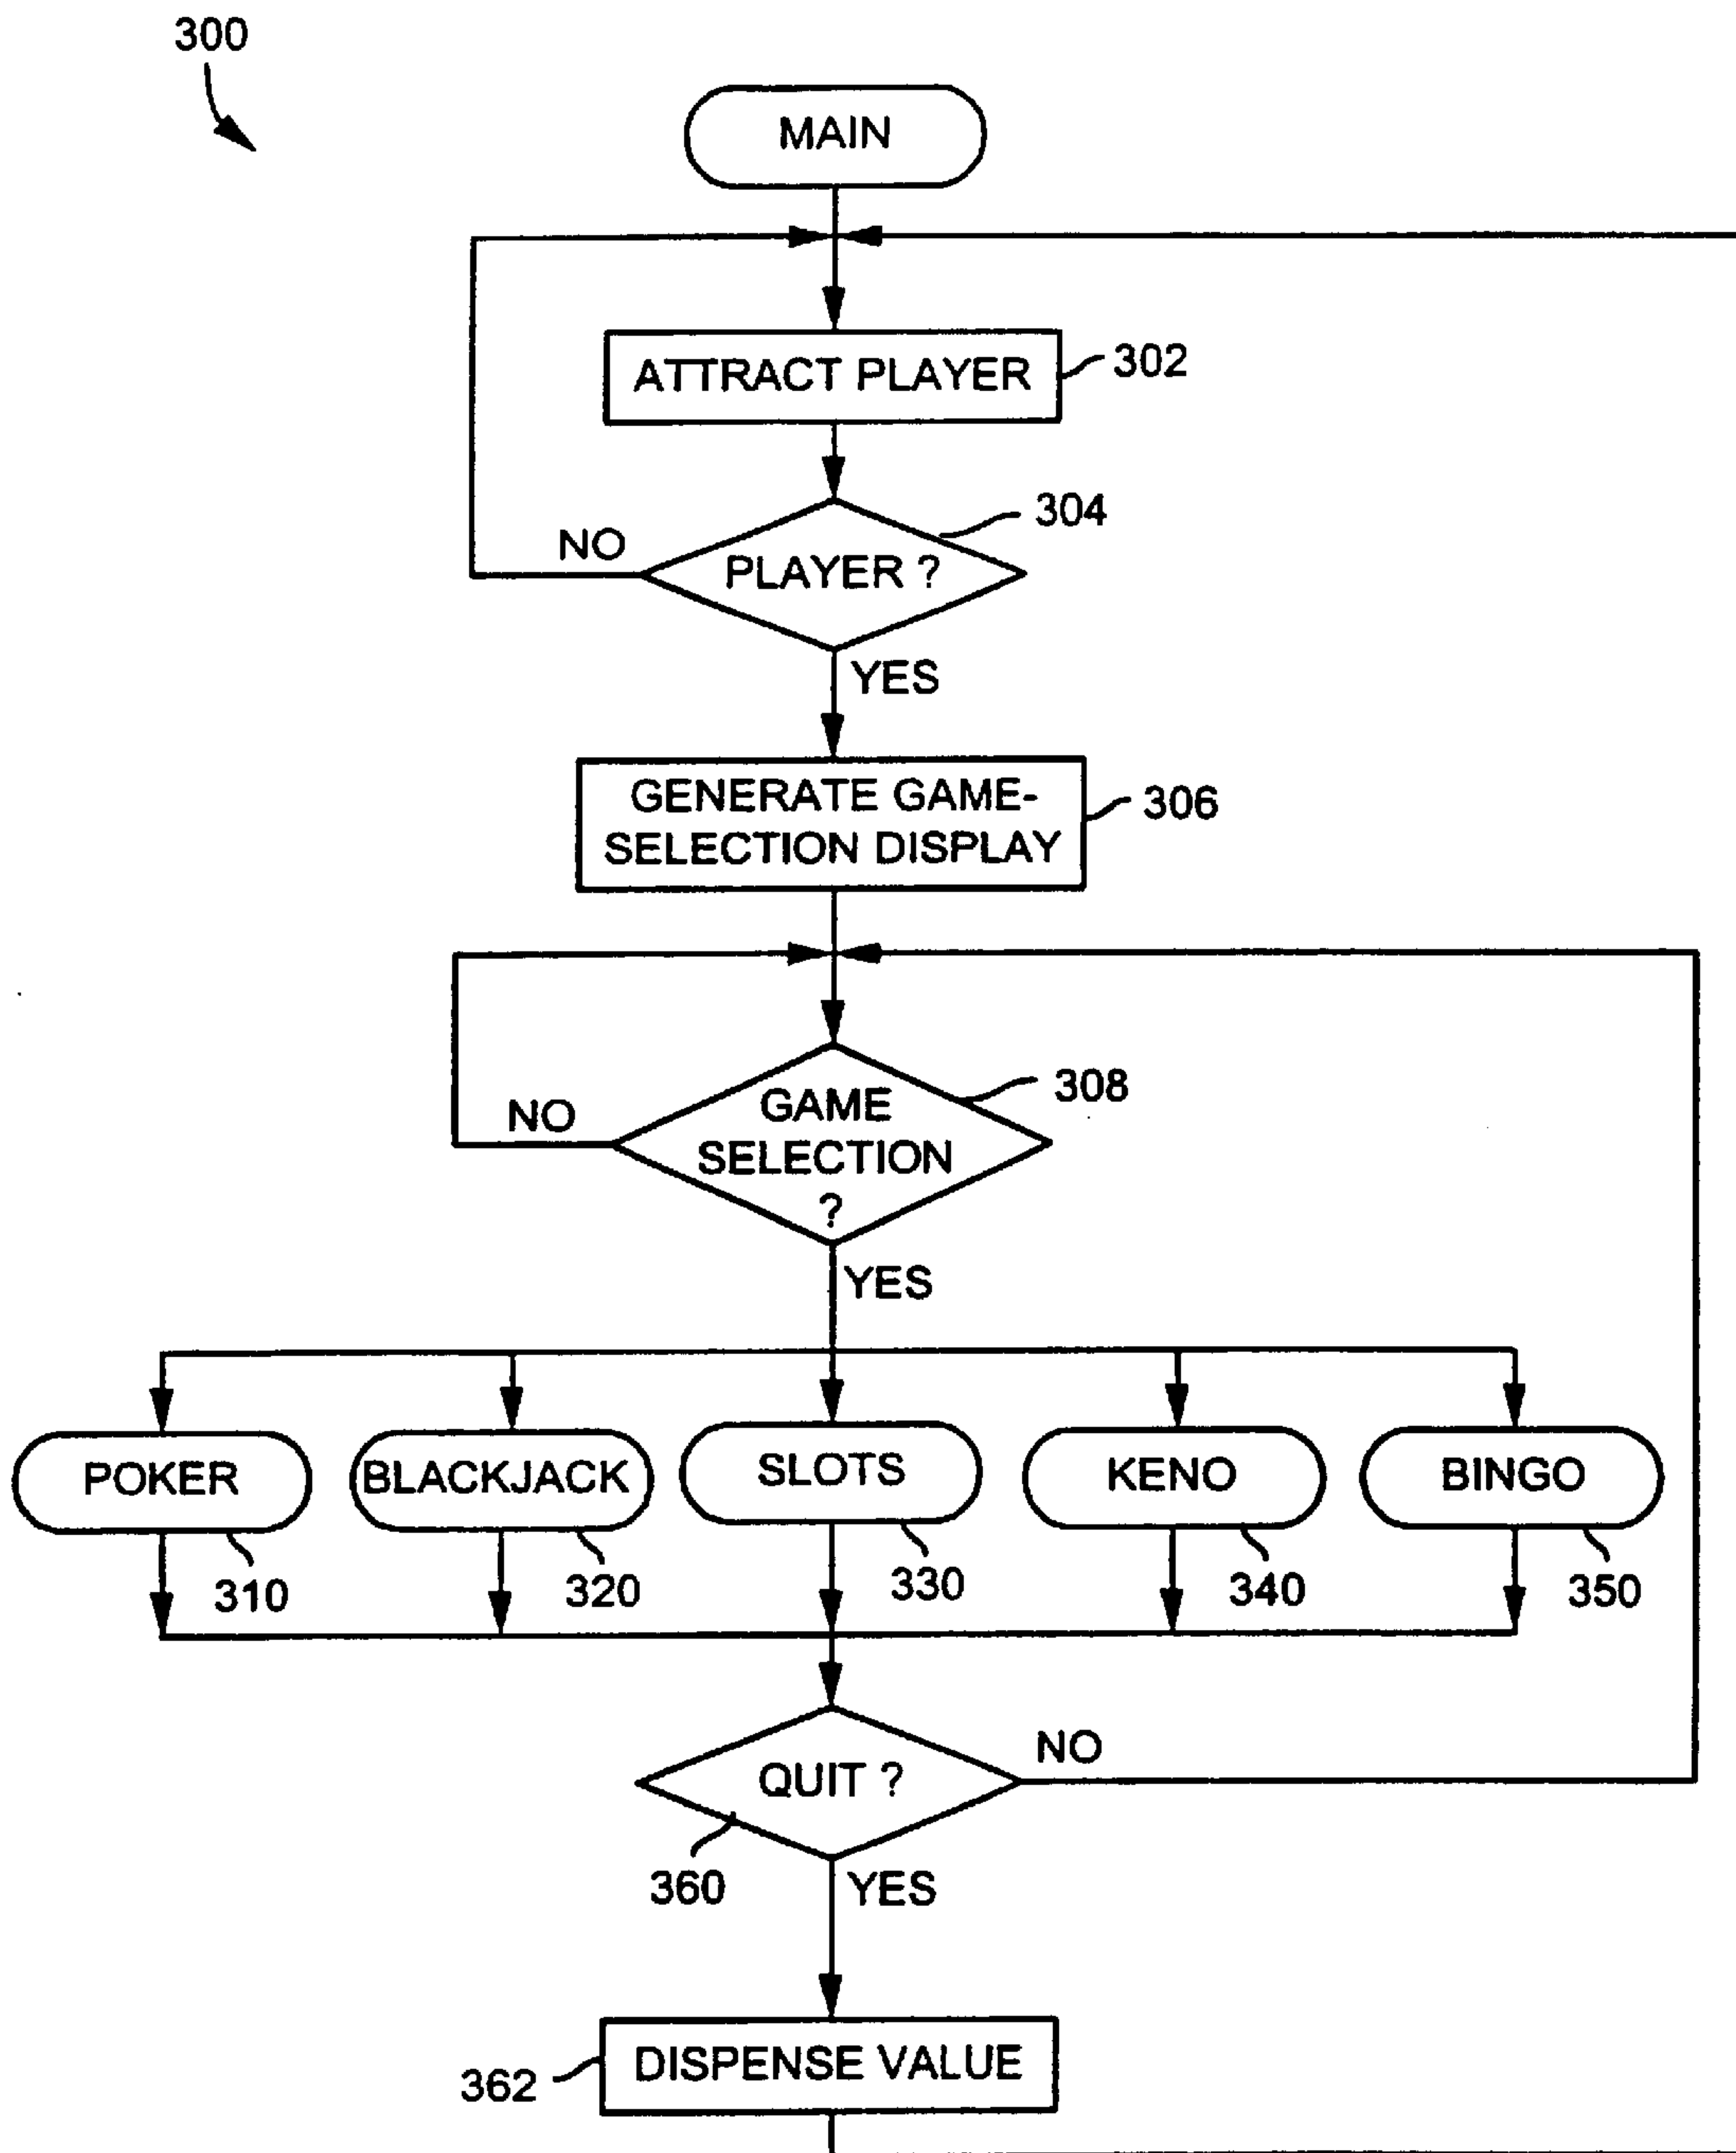 300
MAIN
ATTRACT PLAYER
302
304
NO
PLAYER ?
YES
GENERATE GAME-
SELECTION DISPLAY
306
308
NO
GAME
SELECTION
?
YES
POKER
BLACKJACK
SLOTS
KENO
BINGO
310
320
330
340
350
QUIT ?
NO
360
YES
DISPENSE VALUE
362